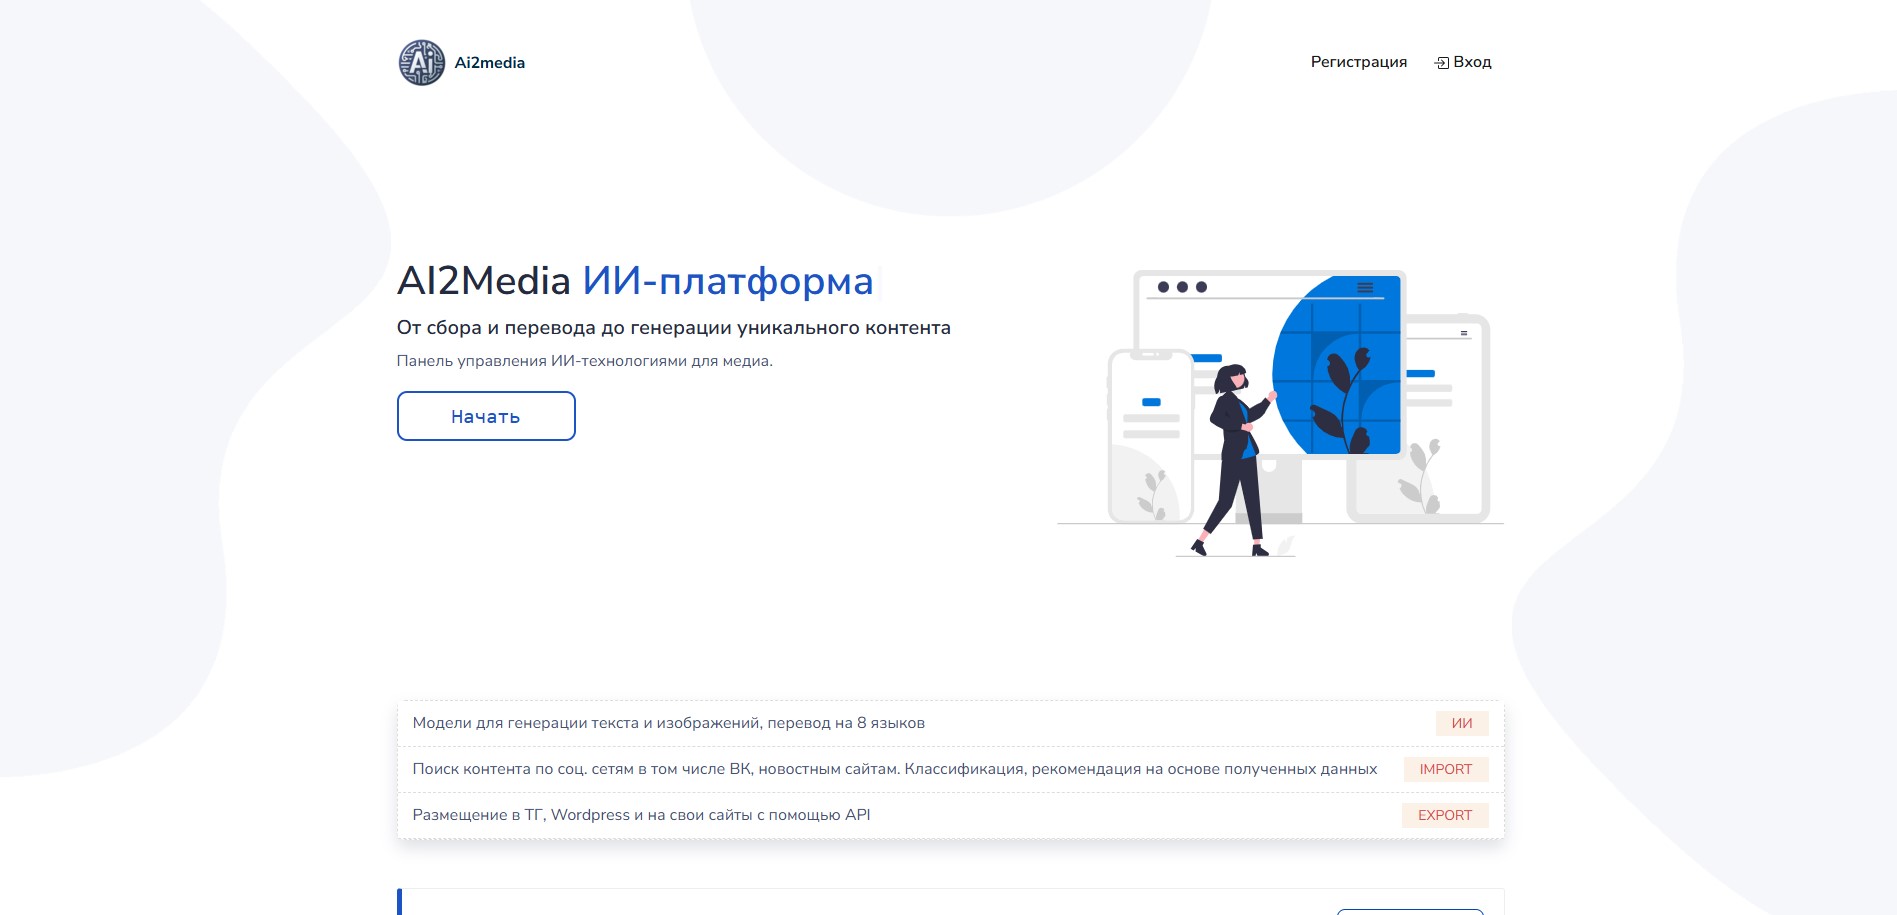 Ai
Ai2media
Регистрация
Вход
AI2Media ИИ-платформа
От сбора и перевода до генерации уникального контента
Панель управления ИИ-технологиями для медиа.
Начать
Модели для генерации текста и изображений, перевод на 8 языков
ИИ
Поиск контента по соц. сетям в том числе ВК, новостным сайтам. Классификация, рекомендация на основе полученных данных
IMPORT
Размещение в ТГ, Wordpress и на свои сайты с помощью API
EXPORT